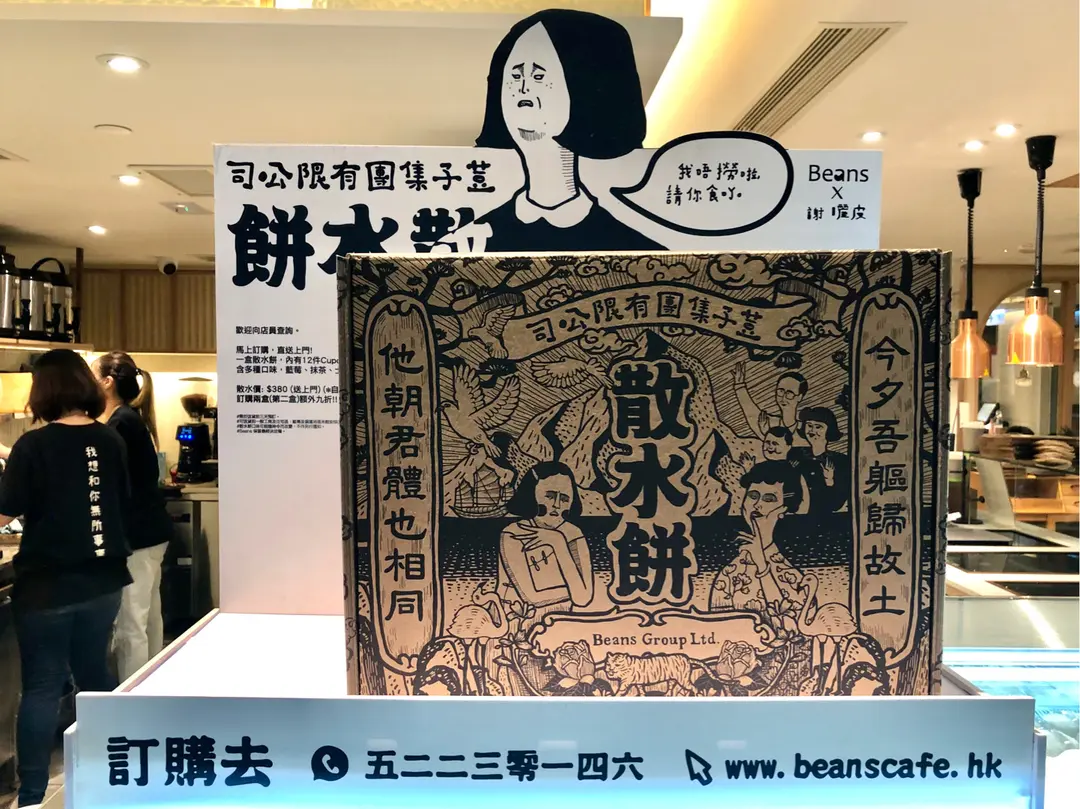 荳子集團有限公司
散水餅
我唔撈啦
請你食吖。
Beans
X
謝曬皮
歡迎向店員查詢。
馬上訂購，直送上門!
一盒散水餅，內有12件Cup
含多種口味，藍莓、抹茶、
散水價: $380 (送上門) (*自
訂購兩盒(第二盒)額外九折!!
我想和你無所事事
荳子集團有限公司
散水餅
今夕吾軀歸故土
他朝君體也相同
Beans Group Ltd.
訂購去 五二二三零一四六 www.beanscafe.hk